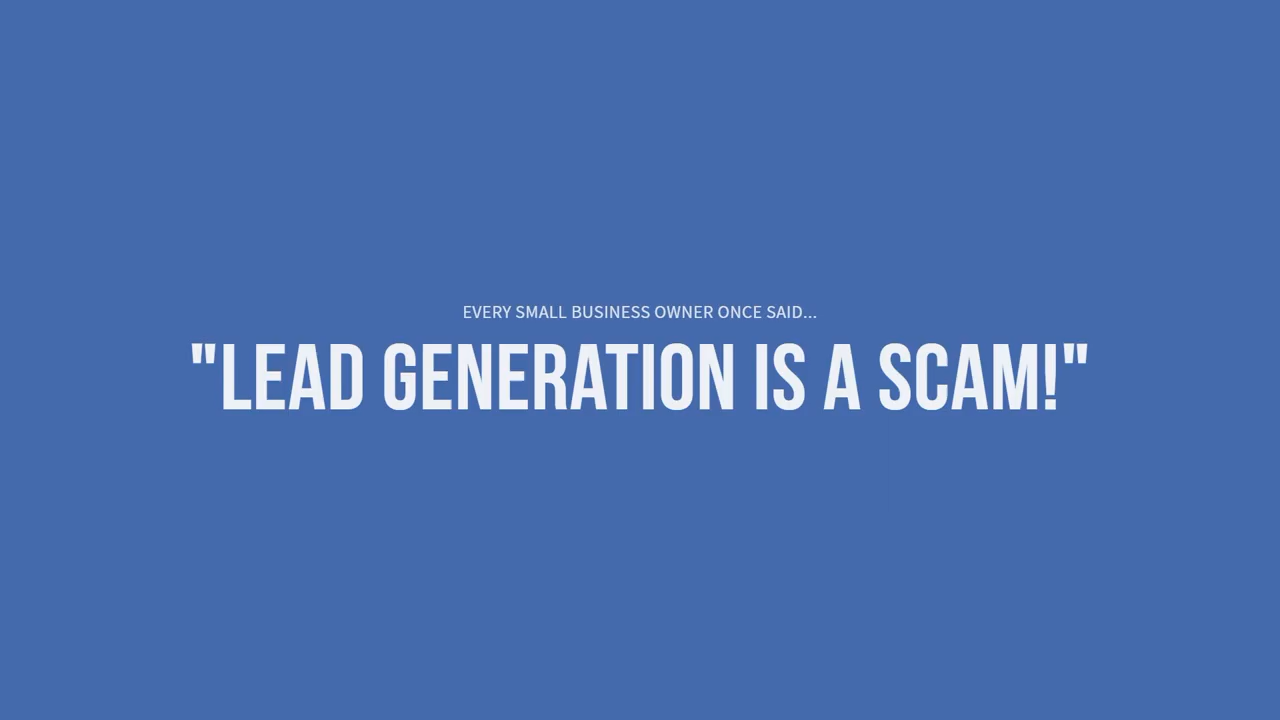 EVERY SMALL BUSINESS OWNER ONCE SAID...
"LEAD GENERATION IS A SCAM!"